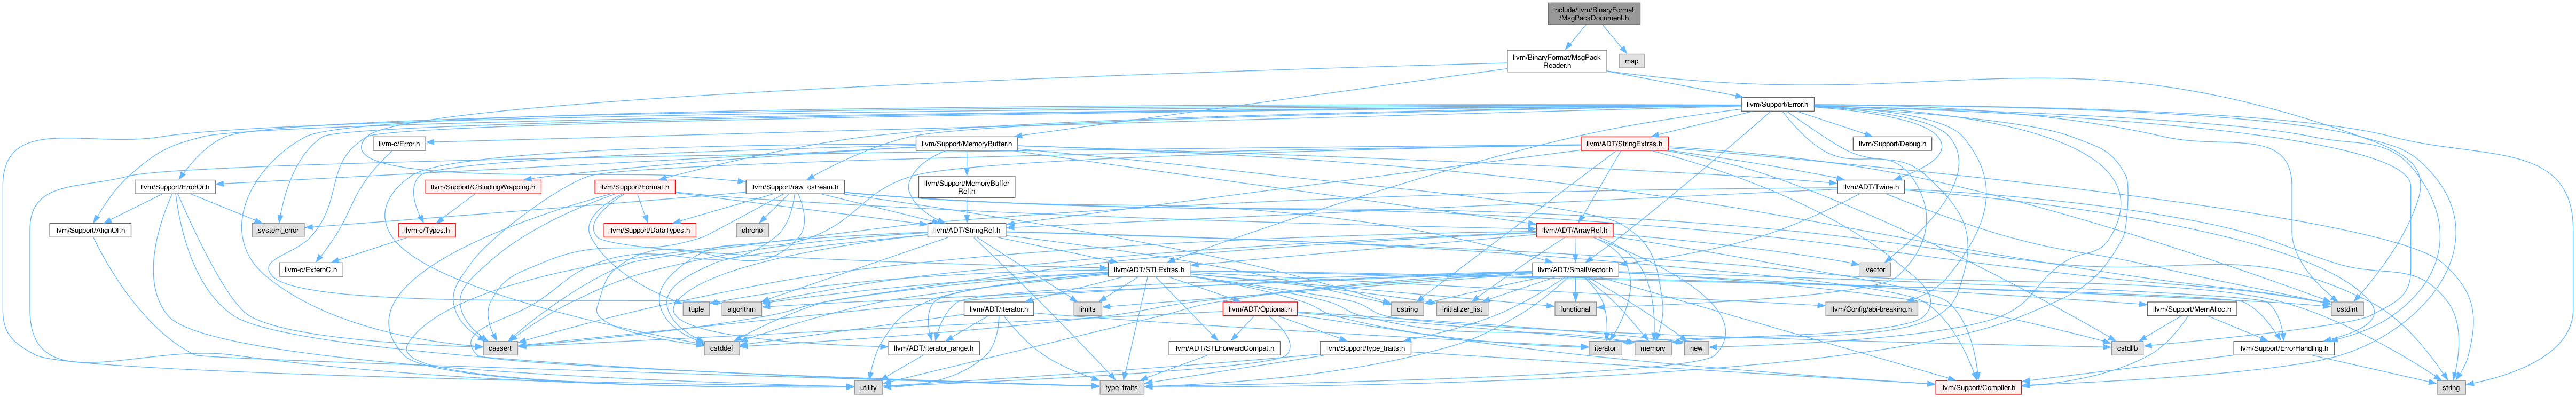 include/llvm/BinaryFormat
/MsgPackDocument.h
llvm/BinaryFormat/MsgPack
Reader.h
map
llvm/Support/Error.h
llvm-c/Error.h
llvm/Support/MemoryBuffer.h
llvm/ADT/StringExtras.h
llvm/Support/Debug.h
llvm/Support/ErrorOr.h
llvm/Support/CBindingWrapping.h
llvm/Support/Format.h
llvm/Support/raw_ostream.h
llvm/Support/MemoryBuffer
Ref.h
llvm/ADT/Twine.h
llvm/Support/AlignOf.h
system_error
llvm-c/Types.h
llvm/Support/DataTypes.h
chrono
llvm/ADT/StringRef.h
llvm/ADT/ArrayRef.h
llvm-c/ExternC.h
llvm/ADT/STLExtras.h
llvm/ADT/SmallVector.h
vector
tuple
algorithm
llvm/ADT/iterator.h
limits
llvm/ADT/Optional.h
cstring
initializer_list
functional
llvm/Config/abi-breaking.h
llvm/Support/MemAlloc.h
cstdint
cassert
cstddef
llvm/ADT/iterator_range.h
llvm/ADT/STLForwardCompat.h
llvm/Support/type_traits.h
iterator
memory
new
cstdlib
llvm/Support/ErrorHandling.h
utility
type_traits
llvm/Support/Compiler.h
string